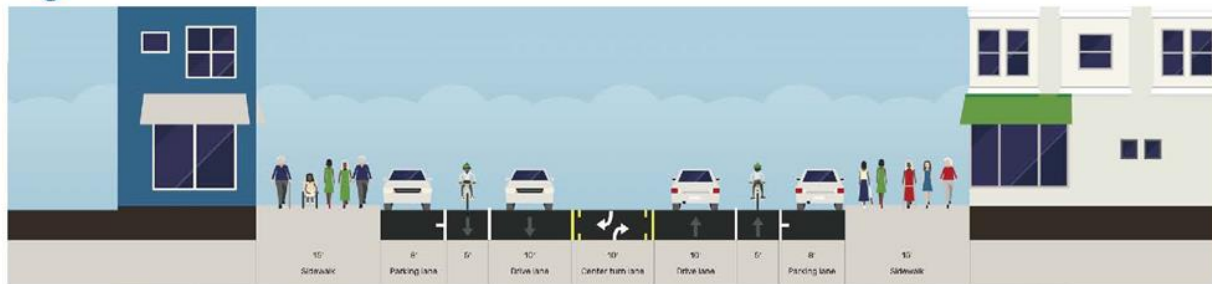 15'
Sidewalk
8'
Parking lane
5'
10'
Drive lane
10'
Center turn lane
10'
Drive lane
5'
8'
Parking lane
15'
Sidewalk